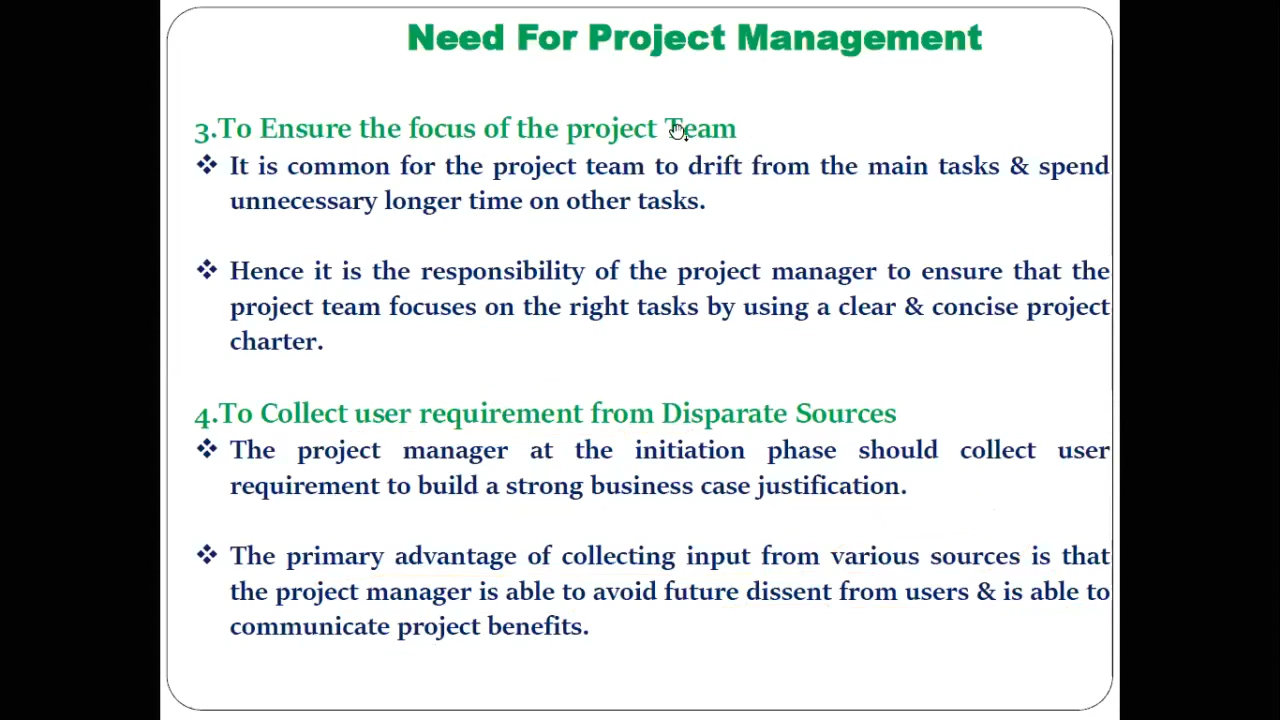 Need For Project Management
3.To Ensure the focus of the project Team
❖ It is common for the project team to drift from the main tasks & spend
unnecessary longer time on other tasks.
❖ Hence it is the responsibility of the project manager to ensure that the
project team focuses on the right tasks by using a clear & concise project
charter.
4.To Collect user requirement from Disparate Sources
❖ The project manager at the initiation phase should collect user
requirement to build a strong business case justification.
❖ The primary advantage of collecting input from various sources is that
the project manager is able to avoid future dissent from users & is able to
communicate project benefits.